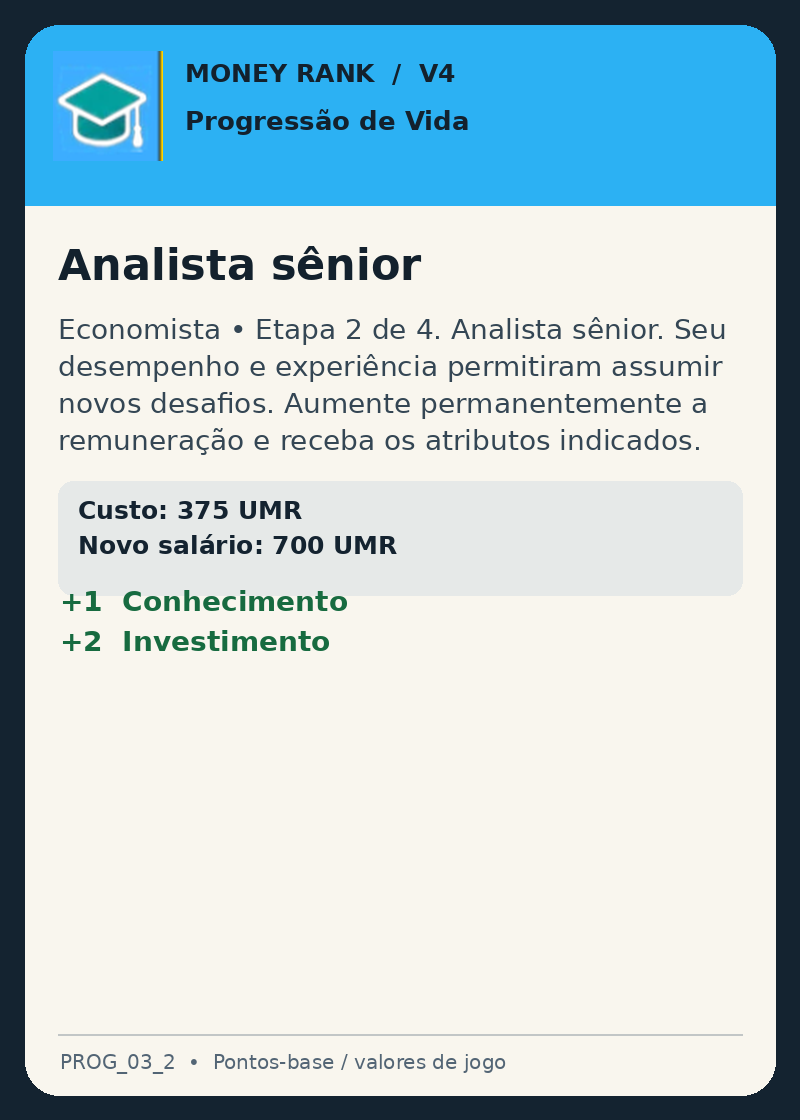 MONEY RANK / V4
Progressão de Vida
Analista sênior
Economista • Etapa 2 de 4. Analista sênior. Seu
desempenho e experiência permitiram assumir
novos desafios. Aumente permanentemente a
remuneração e receba os atributos indicados.
Custo: 375 UMR
Novo salário: 700 UMR
+1 Conhecimento
+2 Investimento
PROG_03_2 • Pontos-base / valores de jogo